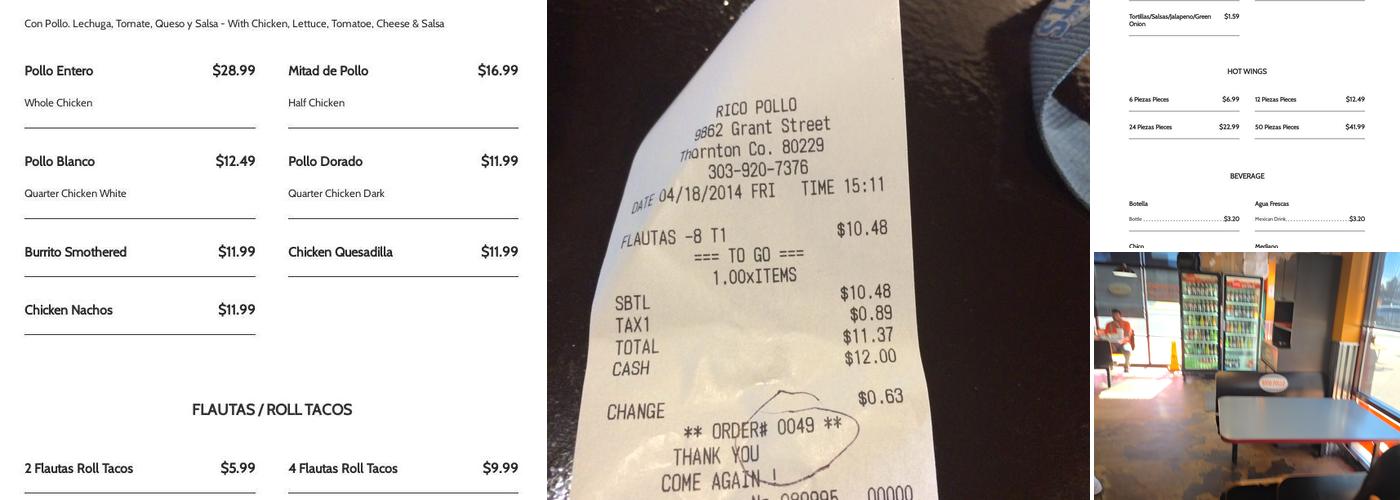 Con Pollo. Lechuga, Tomate, Queso y Salsa - With Chicken, Lettuce, Tomatoe, Cheese & Salsa
Pollo Entero $28.99
Whole Chicken
Mitad de Pollo $16.99
Half Chicken
Pollo Blanco $12.49
Quarter Chicken White
Pollo Dorado $11.99
Quarter Chicken Dark
Burrito Smothered $11.99
Chicken Quesadilla $11.99
Chicken Nachos $11.99
FLAUTAS / ROLL TACOS
2 Flautas Roll Tacos $5.99
4 Flautas Roll Tacos $9.99
RICO POLLO
9862 Grant Street
Thornton Co. 80229
303-920-7376
DATE 04/18/2014 FRI TIME 15:11
FLAUTAS -8 T1 $10.48
=== TO GO ===
1.00xITEMS
SBTL $10.48
TAX1 $0.89
TOTAL $11.37
CASH $12.00
CHANGE $0.63
** ORDER# 0049 **
THANK YOU
COME AGAIN !
No 080995 00000
Tortillas/Salsas/Jalapeno/Green $1.59
Onion
HOT WINGS
6 Piezas Pieces $6.99
12 Piezas Pieces $12.49
24 Piezas Pieces $22.99
50 Piezas Pieces $41.99
BEVERAGE
Botella
Bottle $3.20
Agua Frescas
Mexican Drink $3.20
Chico
Mediano
RICO POLLO